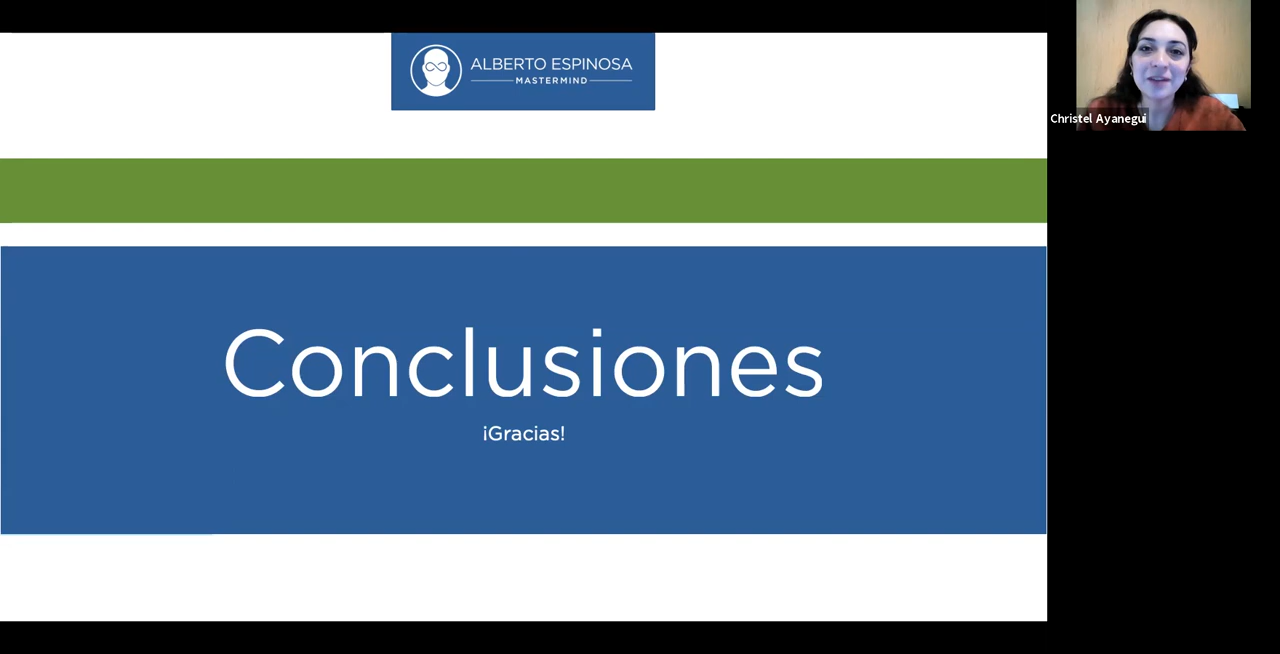 ALBERTO ESPINOSA
MASTERMIND
Christel Ayanegui
Conclusiones
¡Gracias!